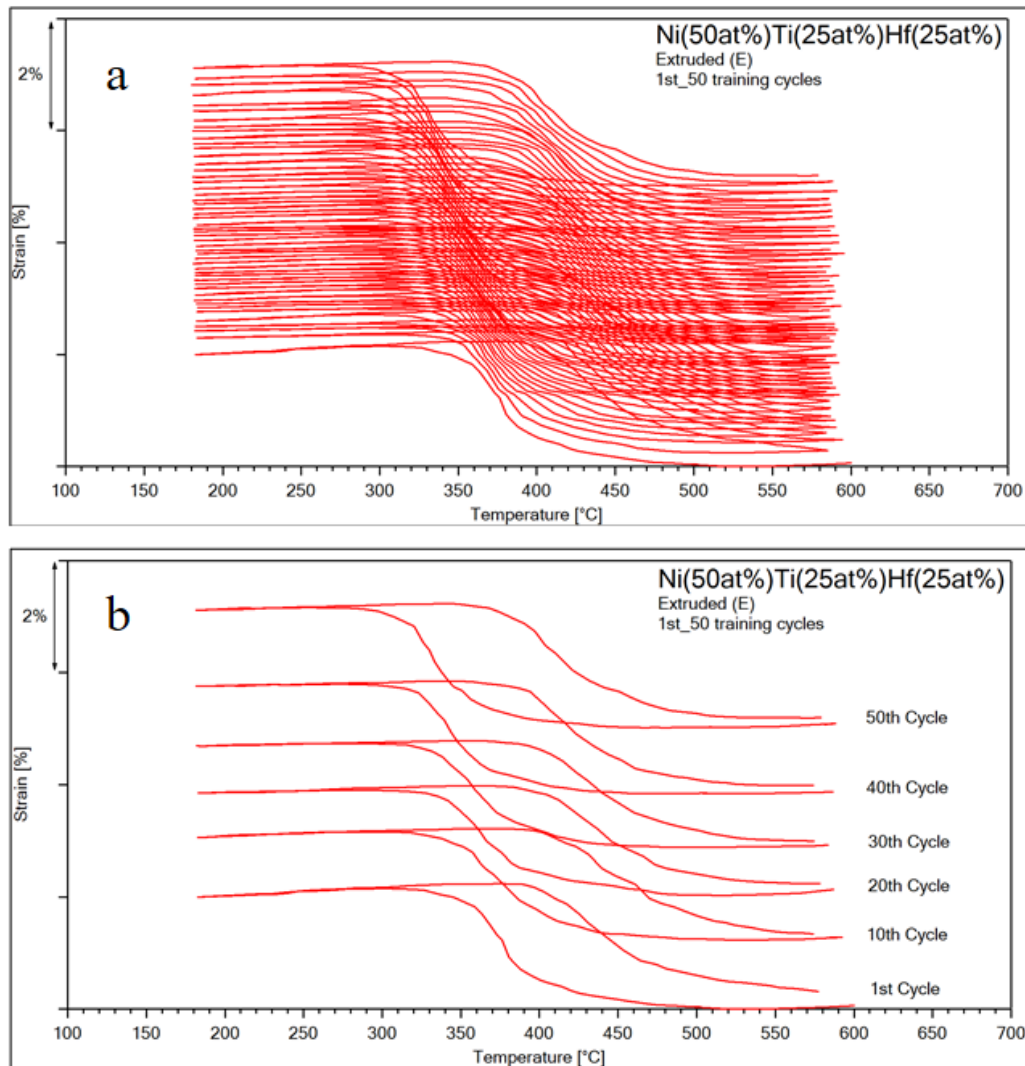 Ni(50at%)Ti(25at%)Hf(25at%)
Extruded (E)
1st_50 training cycles
2%
a
Strain [%]
100 150 200 250 300 350 400 450 500 550 600 650 700
Temperature [°C]
Ni(50at%)Ti(25at%)Hf(25at%)
Extruded (E)
1st_50 training cycles
2%
b
50th Cycle
40th Cycle
30th Cycle
20th Cycle
10th Cycle
1st Cycle
Strain [%]
100 150 200 250 300 350 400 450 500 550 600 650 700
Temperature [°C]